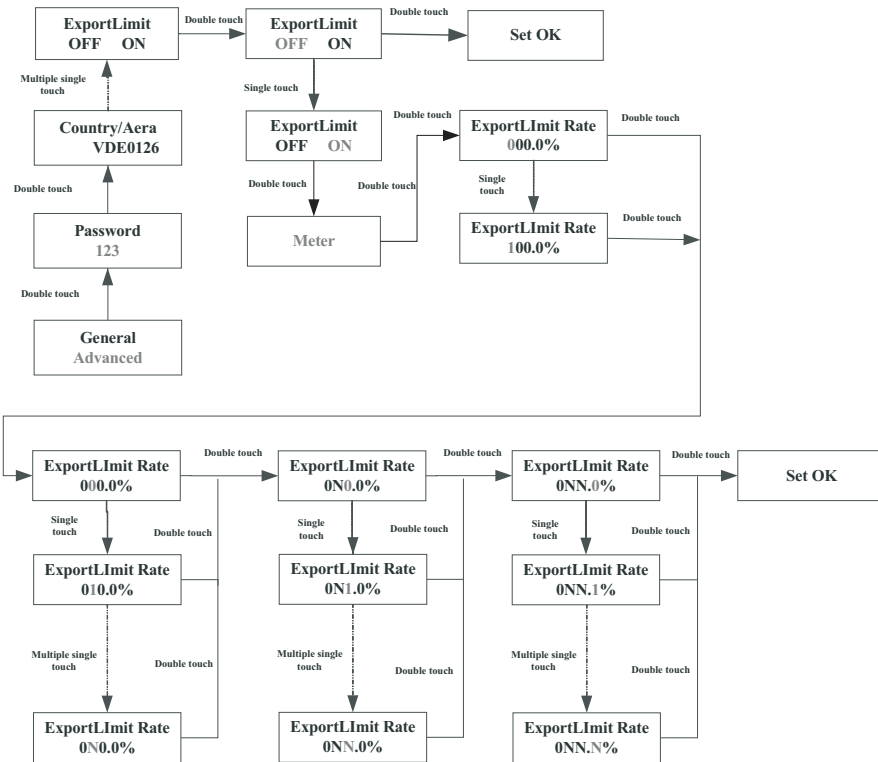 ExportLimit
OFF ON
Double touch
ExportLimit
OFF ON
Double touch
Set OK
Multiple single
touch
Single touch
Country/Aera
VDE0126
ExportLimit
OFF ON
Double touch
ExportLImit Rate
000.0%
Double touch
Double touch
Double touch
Double touch
Single
touch
Password
123
Meter
ExportLImit Rate
100.0%
Double touch
Double touch
General
Advanced
ExportLImit Rate
000.0%
Double touch
ExportLImit Rate
0N0.0%
Double touch
ExportLImit Rate
0NN.0%
Double touch
Set OK
Single
touch
Double touch
Single
touch
Double touch
Single
touch
Double touch
ExportLImit Rate
010.0%
ExportLImit Rate
0N1.0%
ExportLImit Rate
0NN.1%
Multiple single
touch
Double touch
Multiple single
touch
Double touch
Multiple single
touch
Double touch
ExportLImit Rate
0N0.0%
ExportLImit Rate
0NN.0%
ExportLImit Rate
0NN.N%